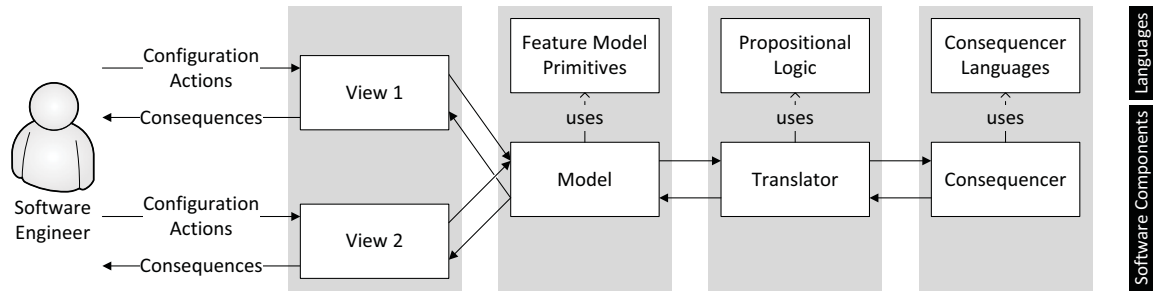 Configuration
Actions
Consequences
Software
Engineer
Configuration
Actions
Consequences
View 1
View 2
Feature Model
Primitives
uses
Model
Propositional
Logic
uses
Translator
Consequencer
Languages
uses
Consequencer
Languages
Software Components